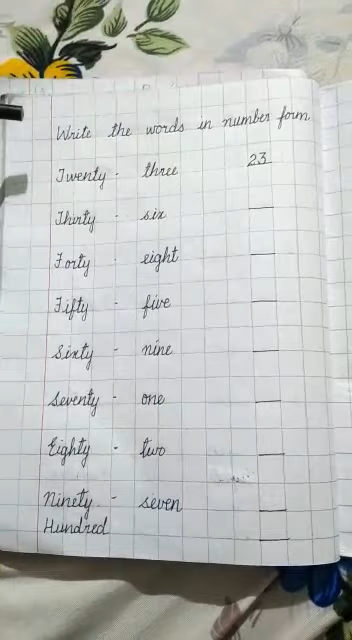 Write the words in number form
Twenty - three 23
Thirty - six
Forty - eight
Fifty - five
Sixty - nine
Seventy - one
Eighty - two
Ninety - seven
Hundred